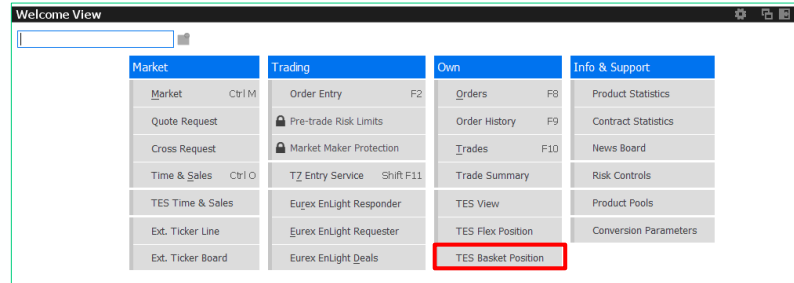 Welcome View
Market Trading Own Info & Support
Market Ctrl M Order Entry F2 Orders F8 Product Statistics
Quote Request Pre-trade Risk Limits Order History F9 Contract Statistics
Cross Request Market Maker Protection Trades F10 News Board
Time & Sales Ctrl O T7 Entry Service Shift F11 Trade Summary Risk Controls
TES Time & Sales Eurex EnLight Responder TES View Product Pools
Ext. Ticker Line Eurex EnLight Requester TES Flex Position Conversion Parameters
Ext. Ticker Board Eurex EnLight Deals TES Basket Position